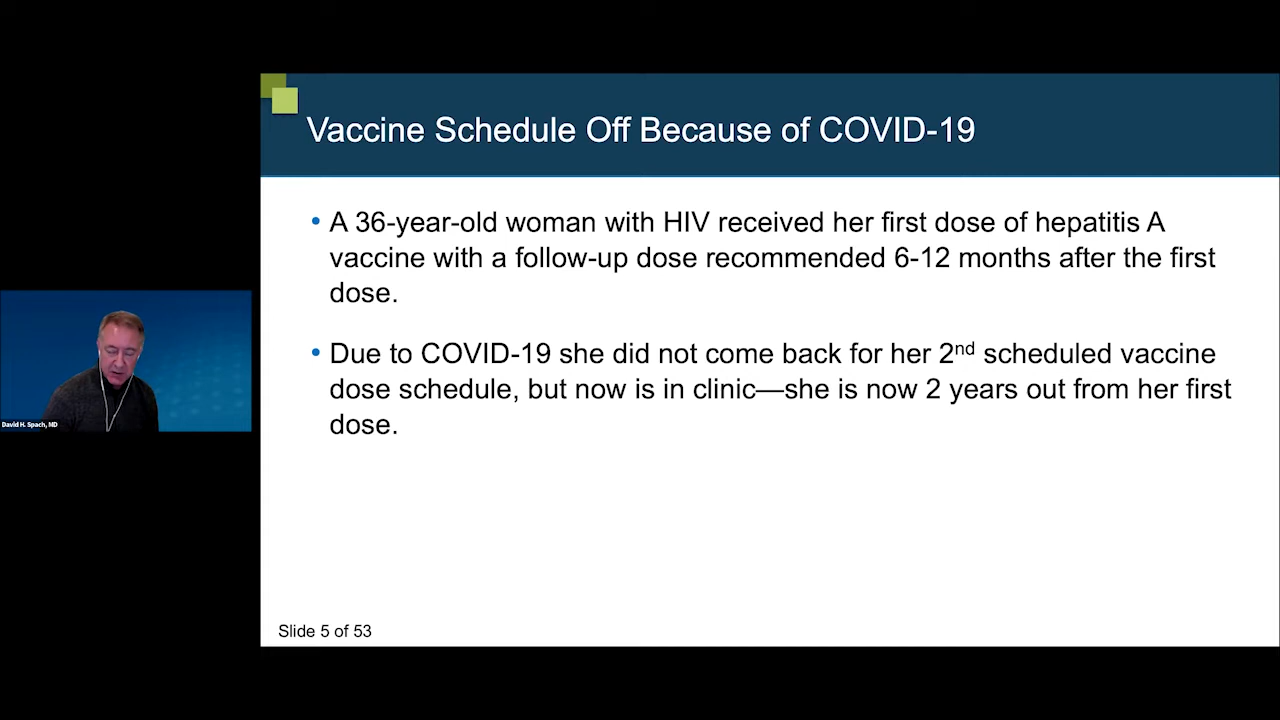 Vaccine Schedule Off Because of COVID-19
• A 36-year-old woman with HIV received her first dose of hepatitis A
vaccine with a follow-up dose recommended 6-12 months after the first
dose.
• Due to COVID-19 she did not come back for her 2nd scheduled vaccine
dose schedule, but now is in clinic—she is now 2 years out from her first
dose.
David H. Spach, MD
Slide 5 of 53